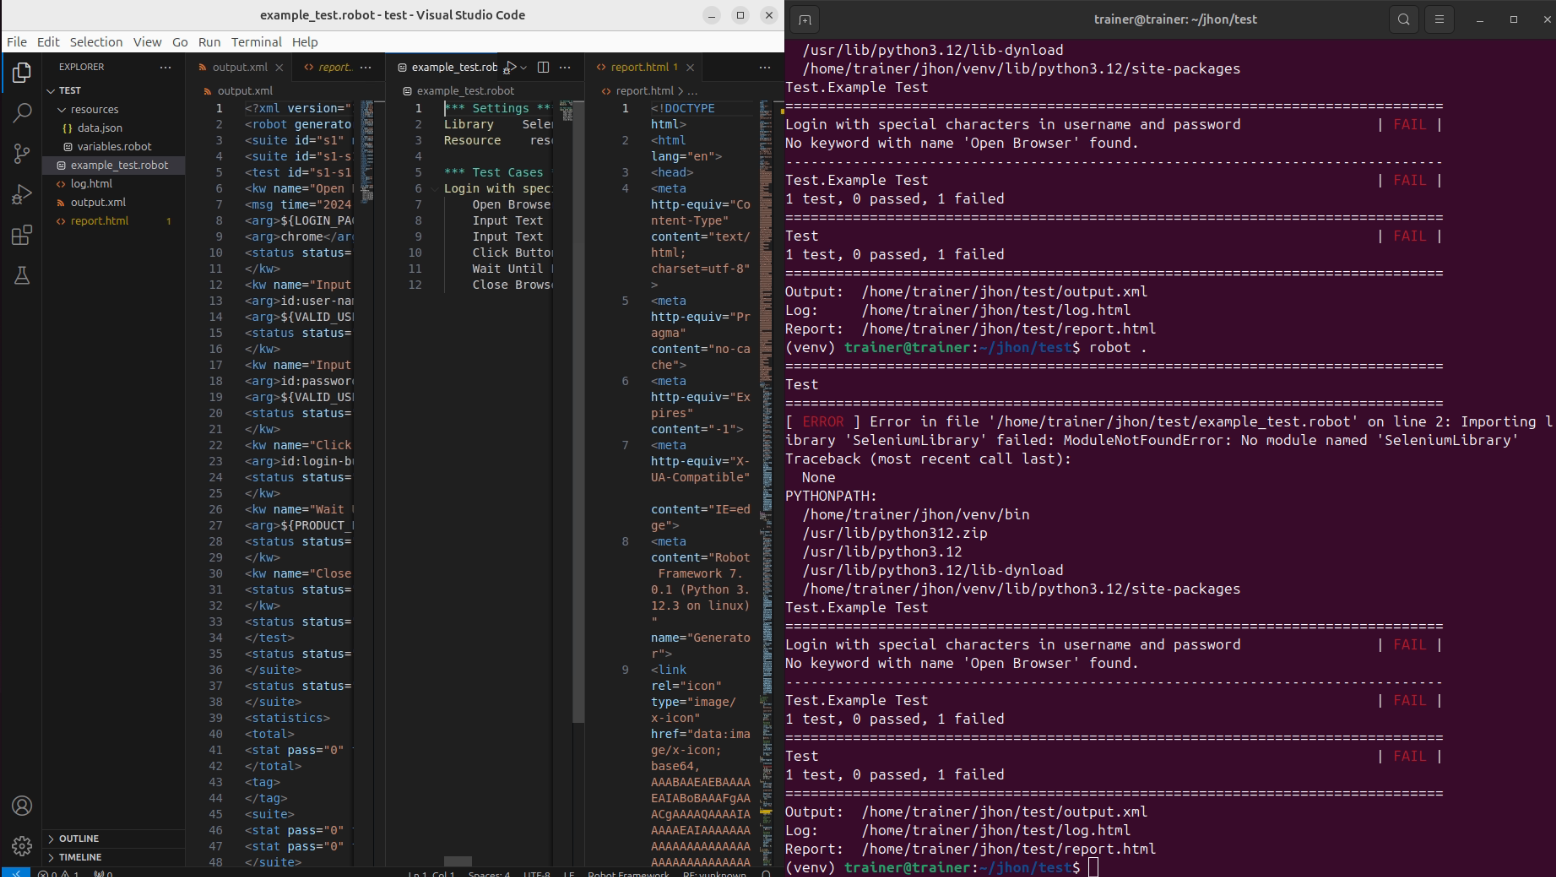 example_test.robot - test - Visual Studio Code
File Edit Selection View Go Run Terminal Help
EXPLORER
TEST
resources
data.json
variables.robot
example_test.robot
log.html
output.xml
report.html 1
OUTLINE
TIMELINE
output.xml
report.
output.xml
1 <?xml version="
2 <robot generato
3 <suite id="s1"
4 <suite id="s1-s
5 <test id="s1-s1
6 <kw name="Open
7 <msg time="2024
8 <arg>${LOGIN_PA
9 <arg>chrome</ar
10 <status status=
11 </kw>
12 <kw name="Input
13 <arg>id:user-na
14 <arg>${VALID_US
15 <status status=
16 </kw>
17 <kw name="Input
18 <arg>id:password
19 <arg>${VALID_US
20 <status status=
21 </kw>
22 <kw name="Click
23 <arg>id:login-b
24 <status status=
25 </kw>
26 <kw name="Wait
27 <arg>${PRODUCT_
28 <status status=
29 </kw>
30 <kw name="Close
31 <status status=
32 </kw>
33 <status status=
34 </test>
35 <status status=
36 </suite>
37 <status status=
38 </suite>
39 <statistics>
40 <total>
41 <stat pass="0"
42 </total>
43 <tag>
44 </tag>
45 <suite>
46 <stat pass="0"
47 <stat pass="0"
48 </suite>
example_test.rob
example_test.robot
1 *** Settings **
2 Library Sele
3 Resource reso
4
5 *** Test Cases
6 Login with spec
7 Open Browse
8 Input Text
9 Input Text
10 Click Button
11 Wait Until
12 Close Browse
report.html 1
report.html > ...
1 <!DOCTYPE
html>
2 <html
lang="en">
3 <head>
4 <meta
http-equiv="Co
ntent-Type"
content="text/
html;
charset=utf-8"
>
5 <meta
http-equiv="Pr
agma"
content="no-ca
che">
6 <meta
http-equiv="Ex
pires"
content="-1">
7 <meta
http-equiv="X-
UA-Compatible"
content="IE=ed
ge">
8 <meta
content="Robot
Framework 7.
0.1 (Python 3.
12.3 on linux)
"
name="Generato
r">
9 <link
rel="icon"
type="image/
x-icon"
href="data:ima
ge/x-icon;
base64,
AAABAAEAEBAAAA
EAIABoBAAAFgAA
ACgAAAAQAAAAIA
AAAAEAIAAAAAAA
AAAAAAAAAAAAAA
AAAAAAAAAAAAAA
0 1 0
Ln 1, Col 1 Spaces: 4 UTF-8 LF Robot Framework RF: vunknown
trainer@trainer: ~/jhon/test
/usr/lib/python3.12/lib-dynload
/home/trainer/jhon/venv/lib/python3.12/site-packages
Test.Example Test
==============================================================================
Login with special characters in username and password | FAIL |
No keyword with name 'Open Browser' found.
------------------------------------------------------------------------------
Test.Example Test | FAIL |
1 test, 0 passed, 1 failed
==============================================================================
Test | FAIL |
1 test, 0 passed, 1 failed
==============================================================================
Output: /home/trainer/jhon/test/output.xml
Log: /home/trainer/jhon/test/log.html
Report: /home/trainer/jhon/test/report.html
(venv) trainer@trainer:~/jhon/test$ robot .
==============================================================================
Test
==============================================================================
[ ERROR ] Error in file '/home/trainer/jhon/test/example_test.robot' on line 2: Importing l
ibrary 'SeleniumLibrary' failed: ModuleNotFoundError: No module named 'SeleniumLibrary'
Traceback (most recent call last):
None
PYTHONPATH:
/home/trainer/jhon/venv/bin
/usr/lib/python312.zip
/usr/lib/python3.12
/usr/lib/python3.12/lib-dynload
/home/trainer/jhon/venv/lib/python3.12/site-packages
Test.Example Test
==============================================================================
Login with special characters in username and password | FAIL |
No keyword with name 'Open Browser' found.
------------------------------------------------------------------------------
Test.Example Test | FAIL |
1 test, 0 passed, 1 failed
==============================================================================
Test | FAIL |
1 test, 0 passed, 1 failed
==============================================================================
Output: /home/trainer/jhon/test/output.xml
Log: /home/trainer/jhon/test/log.html
Report: /home/trainer/jhon/test/report.html
(venv) trainer@trainer:~/jhon/test$